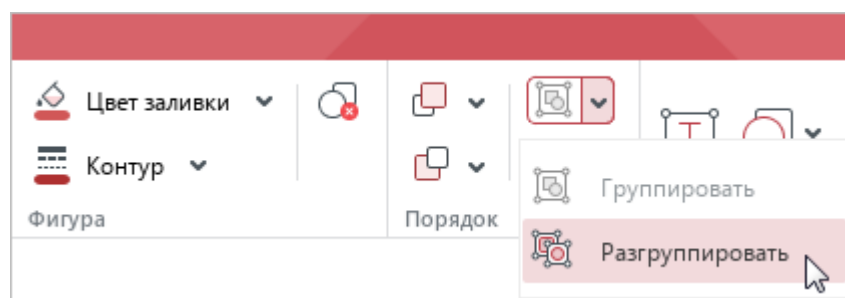 Цвет заливки
Контур
Фигура
Порядок
Группировать
Разгруппировать